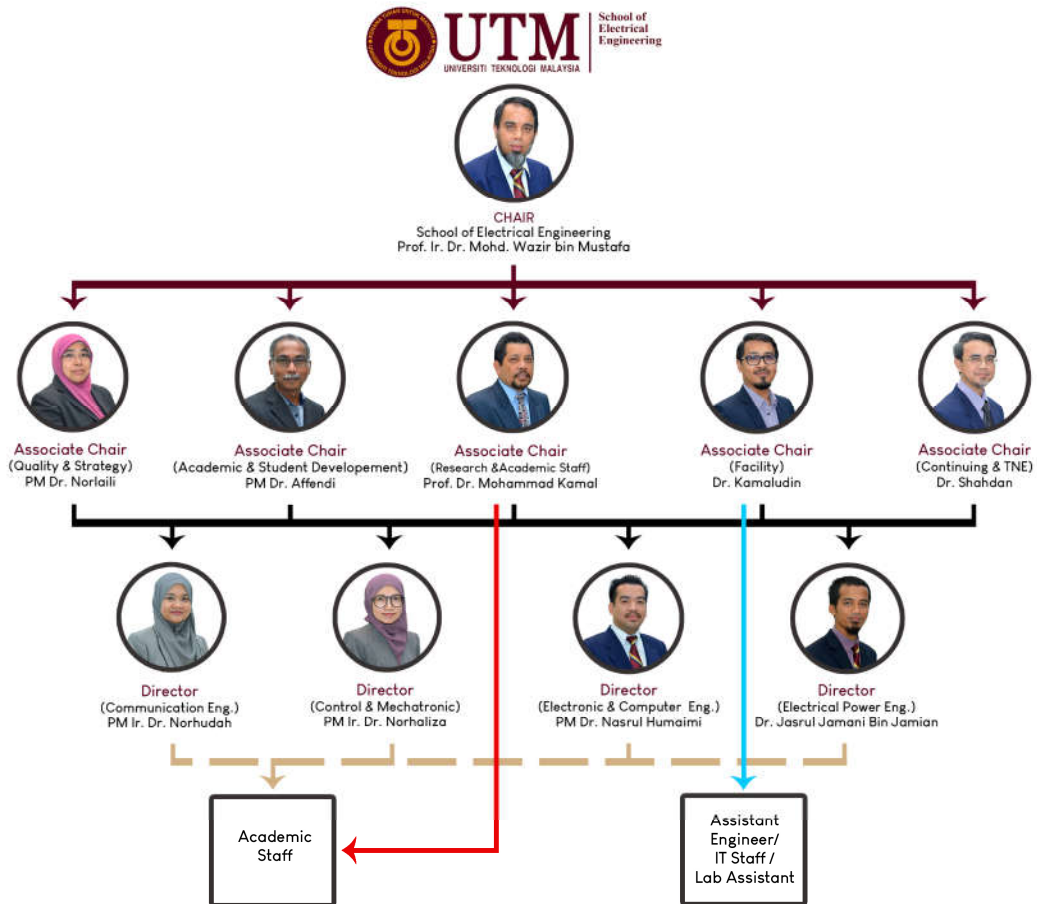 UTM
UNIVERSITI TEKNOLOGI MALAYSIA
School of
Electrical
Engineering
CHAIR
School of Electrical Engineering
Prof. Ir. Dr. Mohd. Wazir bin Mustafa
Associate Chair
(Quality & Strategy)
PM Dr. Norlaili
Associate Chair
(Academic & Student Developement)
PM Dr. Affendi
Associate Chair
(Research &Academic Staff)
Prof. Dr. Mohammad Kamal
Associate Chair
(Facility)
Dr. Kamaludin
Associate Chair
(Continuing & TNE)
Dr. Shahdan
Director
(Communication Eng.)
PM Ir. Dr. Norhudah
Director
(Control & Mechatronic)
PM Ir. Dr. Norhaliza
Director
(Electronic & Computer Eng.)
PM Dr. Nasrul Humaimi
Director
(Electrical Power Eng.)
Dr. Jasrul Jamani Bin Jamian
Academic
Staff
Assistant
Engineer/
IT Staff /
Lab Assistant